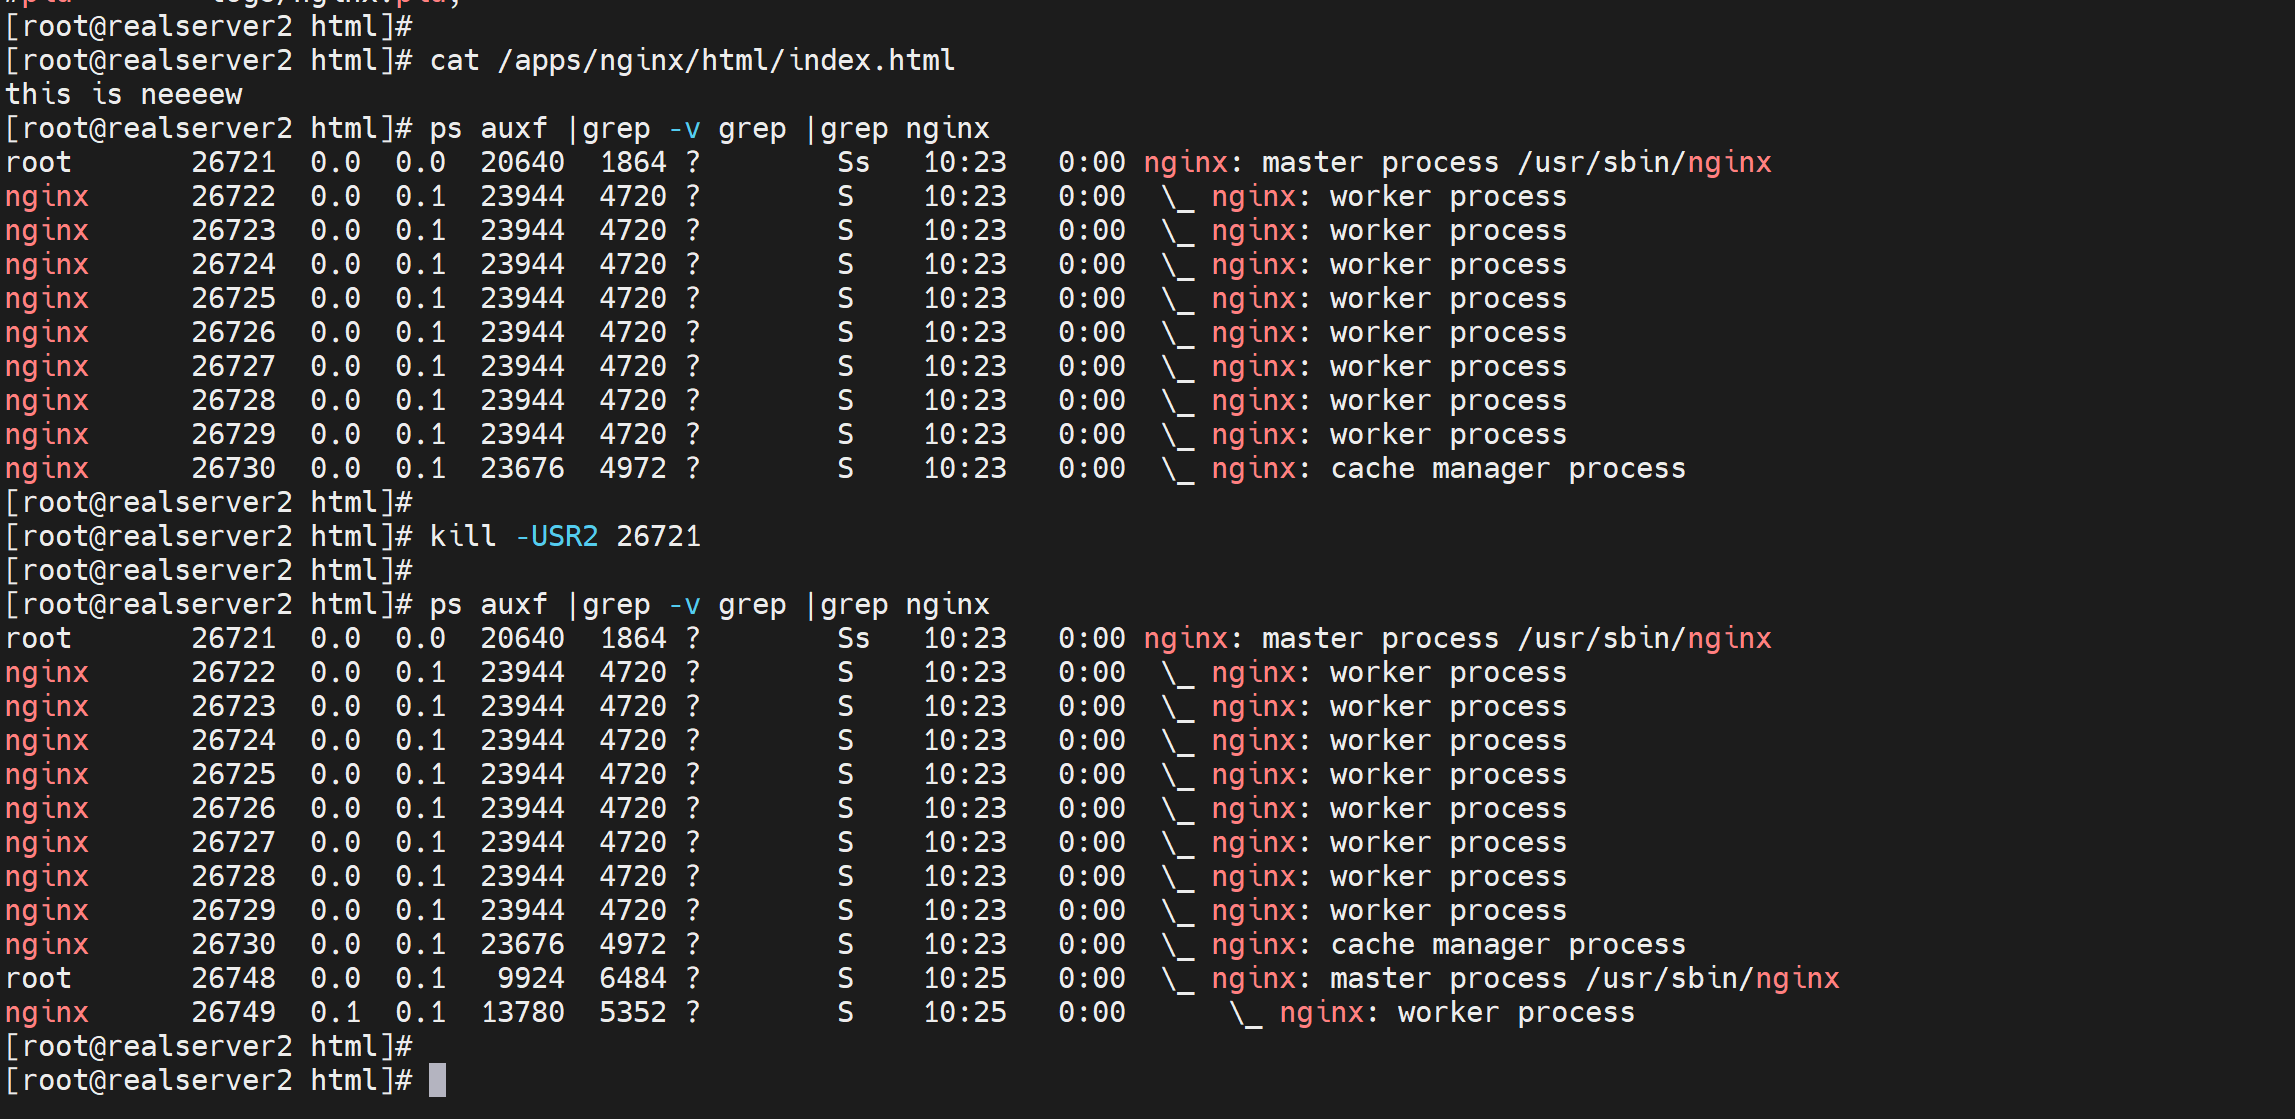 #pid        logs/nginx.pid;
[root@realserver2 html]#
[root@realserver2 html]# cat /apps/nginx/html/index.html
this is neeeew
[root@realserver2 html]# ps auxf |grep -v grep |grep nginx
root       26721  0.0  0.0  20640  1864 ?        Ss   10:23   0:00 nginx: master process /usr/sbin/nginx
nginx      26722  0.0  0.1  23944  4720 ?        S    10:23   0:00  \_ nginx: worker process
nginx      26723  0.0  0.1  23944  4720 ?        S    10:23   0:00  \_ nginx: worker process
nginx      26724  0.0  0.1  23944  4720 ?        S    10:23   0:00  \_ nginx: worker process
nginx      26725  0.0  0.1  23944  4720 ?        S    10:23   0:00  \_ nginx: worker process
nginx      26726  0.0  0.1  23944  4720 ?        S    10:23   0:00  \_ nginx: worker process
nginx      26727  0.0  0.1  23944  4720 ?        S    10:23   0:00  \_ nginx: worker process
nginx      26728  0.0  0.1  23944  4720 ?        S    10:23   0:00  \_ nginx: worker process
nginx      26729  0.0  0.1  23944  4720 ?        S    10:23   0:00  \_ nginx: worker process
nginx      26730  0.0  0.1  23676  4972 ?        S    10:23   0:00  \_ nginx: cache manager process
[root@realserver2 html]#
[root@realserver2 html]# kill -USR2 26721
[root@realserver2 html]#
[root@realserver2 html]# ps auxf |grep -v grep |grep nginx
root       26721  0.0  0.0  20640  1864 ?        Ss   10:23   0:00 nginx: master process /usr/sbin/nginx
nginx      26722  0.0  0.1  23944  4720 ?        S    10:23   0:00  \_ nginx: worker process
nginx      26723  0.0  0.1  23944  4720 ?        S    10:23   0:00  \_ nginx: worker process
nginx      26724  0.0  0.1  23944  4720 ?        S    10:23   0:00  \_ nginx: worker process
nginx      26725  0.0  0.1  23944  4720 ?        S    10:23   0:00  \_ nginx: worker process
nginx      26726  0.0  0.1  23944  4720 ?        S    10:23   0:00  \_ nginx: worker process
nginx      26727  0.0  0.1  23944  4720 ?        S    10:23   0:00  \_ nginx: worker process
nginx      26728  0.0  0.1  23944  4720 ?        S    10:23   0:00  \_ nginx: worker process
nginx      26729  0.0  0.1  23944  4720 ?        S    10:23   0:00  \_ nginx: worker process
nginx      26730  0.0  0.1  23676  4972 ?        S    10:23   0:00  \_ nginx: cache manager process
root       26748  0.0  0.1   9924  6484 ?        S    10:25   0:00  \_ nginx: master process /usr/sbin/nginx
nginx      26749  0.1  0.1  13780  5352 ?        S    10:25   0:00      \_ nginx: worker process
[root@realserver2 html]#
[root@realserver2 html]#